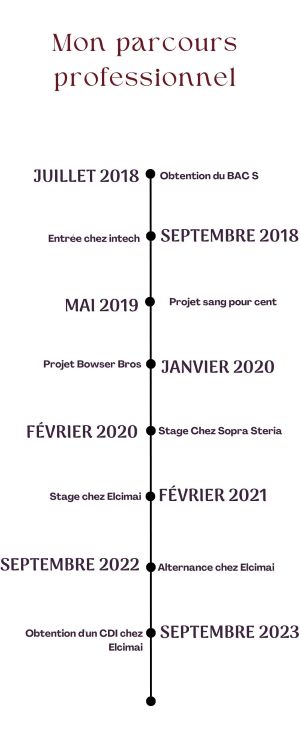 Mon parcours
professionnel
JUILLET 2018
Obtention du BAC S
Entrée chez intech
SEPTEMBRE 2018
MAI 2019
Projet sang pour cent
Projet Bowser Bros
JANVIER 2020
FÉVRIER 2020
Stage Chez Sopra Steria
Stage chez Elcimai
FÉVRIER 2021
SEPTEMBRE 2022
Alternance chez Elcimai
Obtention d'un CDI chez
Elcimai
SEPTEMBRE 2023